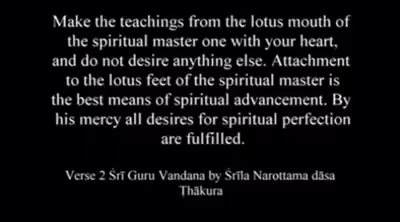 Make the teachings from the lotus mouth of
the spiritual master one with your heart,
and do not desire anything else. Attachment
to the lotus feet of the spiritual master is
the best means of spiritual advancement. By
his mercy all desires for spiritual perfection
are fulfilled.
Verse 2 Śrī Guru Vandana by Śrīla Narottama dāsa
Ṭhākura